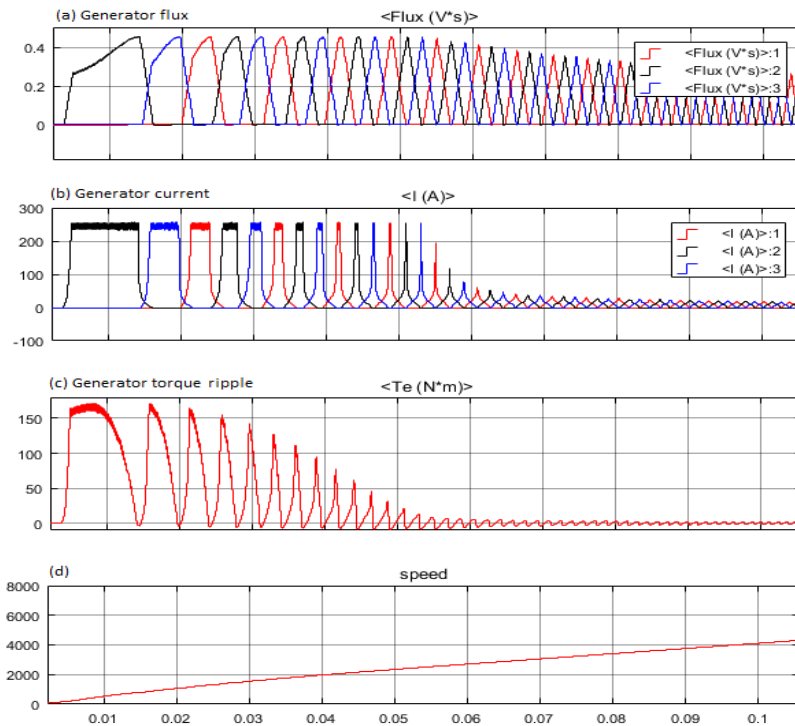 (a) Generator flux
<Flux (V*s)>
0.4
0.2
0
<Flux (V*s)>:1
<Flux (V*s)>:2
<Flux (V*s)>:3
(b) Generator current
<I (A)>
300
200
100
0
-100
<I (A)>:1
<I (A)>:2
<I (A)>:3
(c) Generator torque ripple
<Te (N*m)>
150
100
50
0
(d)
speed
8000
6000
4000
2000
0
0.01 0.02 0.03 0.04 0.05 0.06 0.07 0.08 0.09 0.1